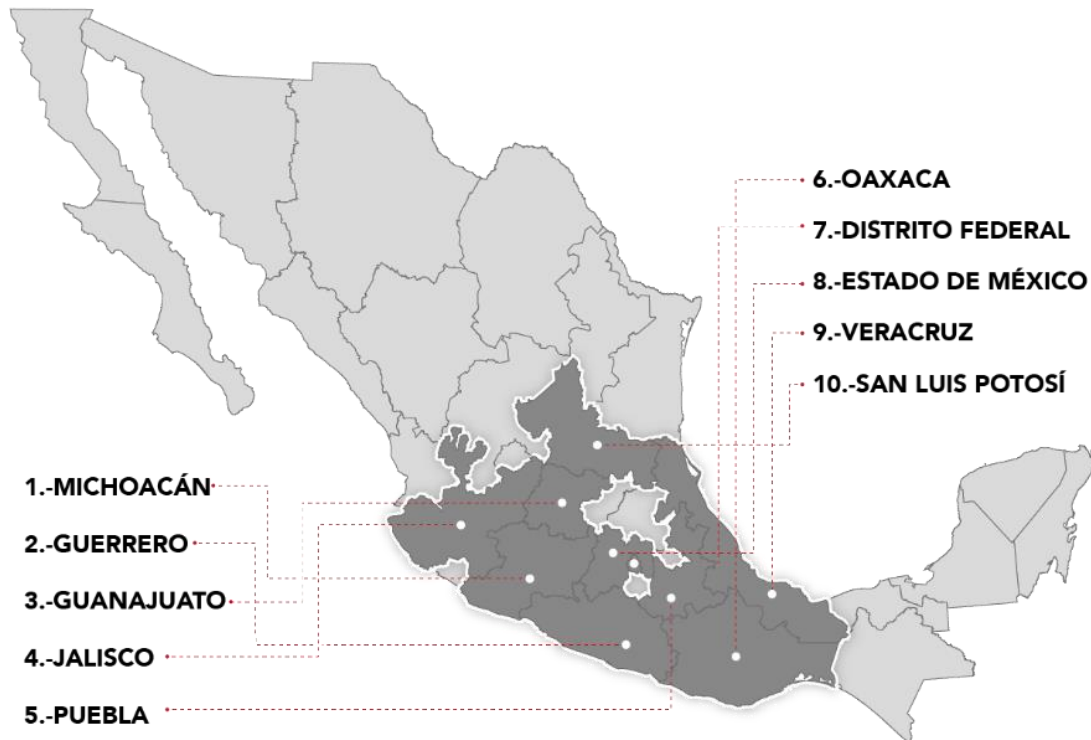 1.-MICHOACÁN
2.-GUERRERO
3.-GUANAJUATO
4.-JALISCO
5.-PUEBLA
6.-OAXACA
7.-DISTRITO FEDERAL
8.-ESTADO DE MÉXICO
9.-VERACRUZ
10.-SAN LUIS POTOSÍ